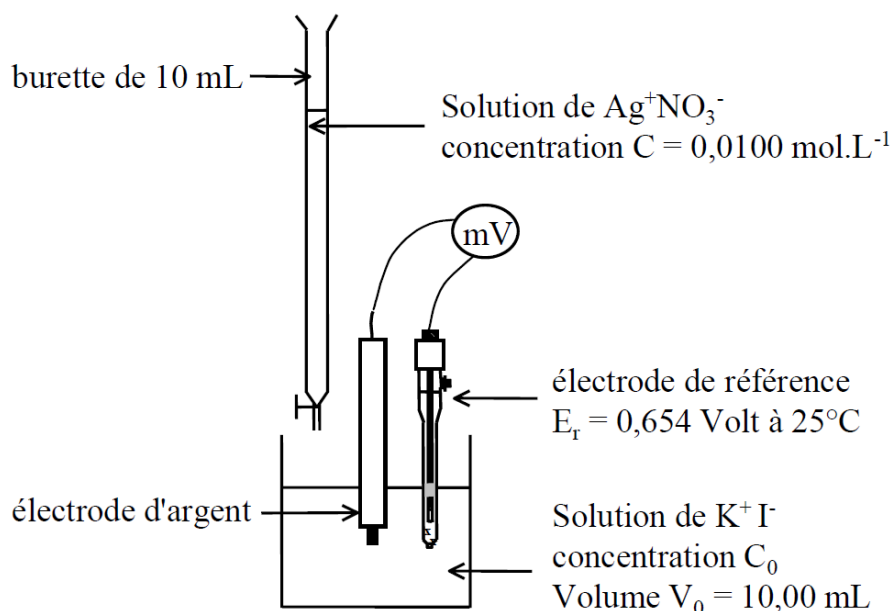 burette de 10 mL
Solution de Ag⁺NO₃⁻
concentration C = 0,0100 mol.L⁻¹
mV
électrode de référence
Eᵣ = 0,654 Volt à 25°C
électrode d'argent
Solution de K⁺ I⁻
concentration C₀
Volume V₀ = 10,00 mL